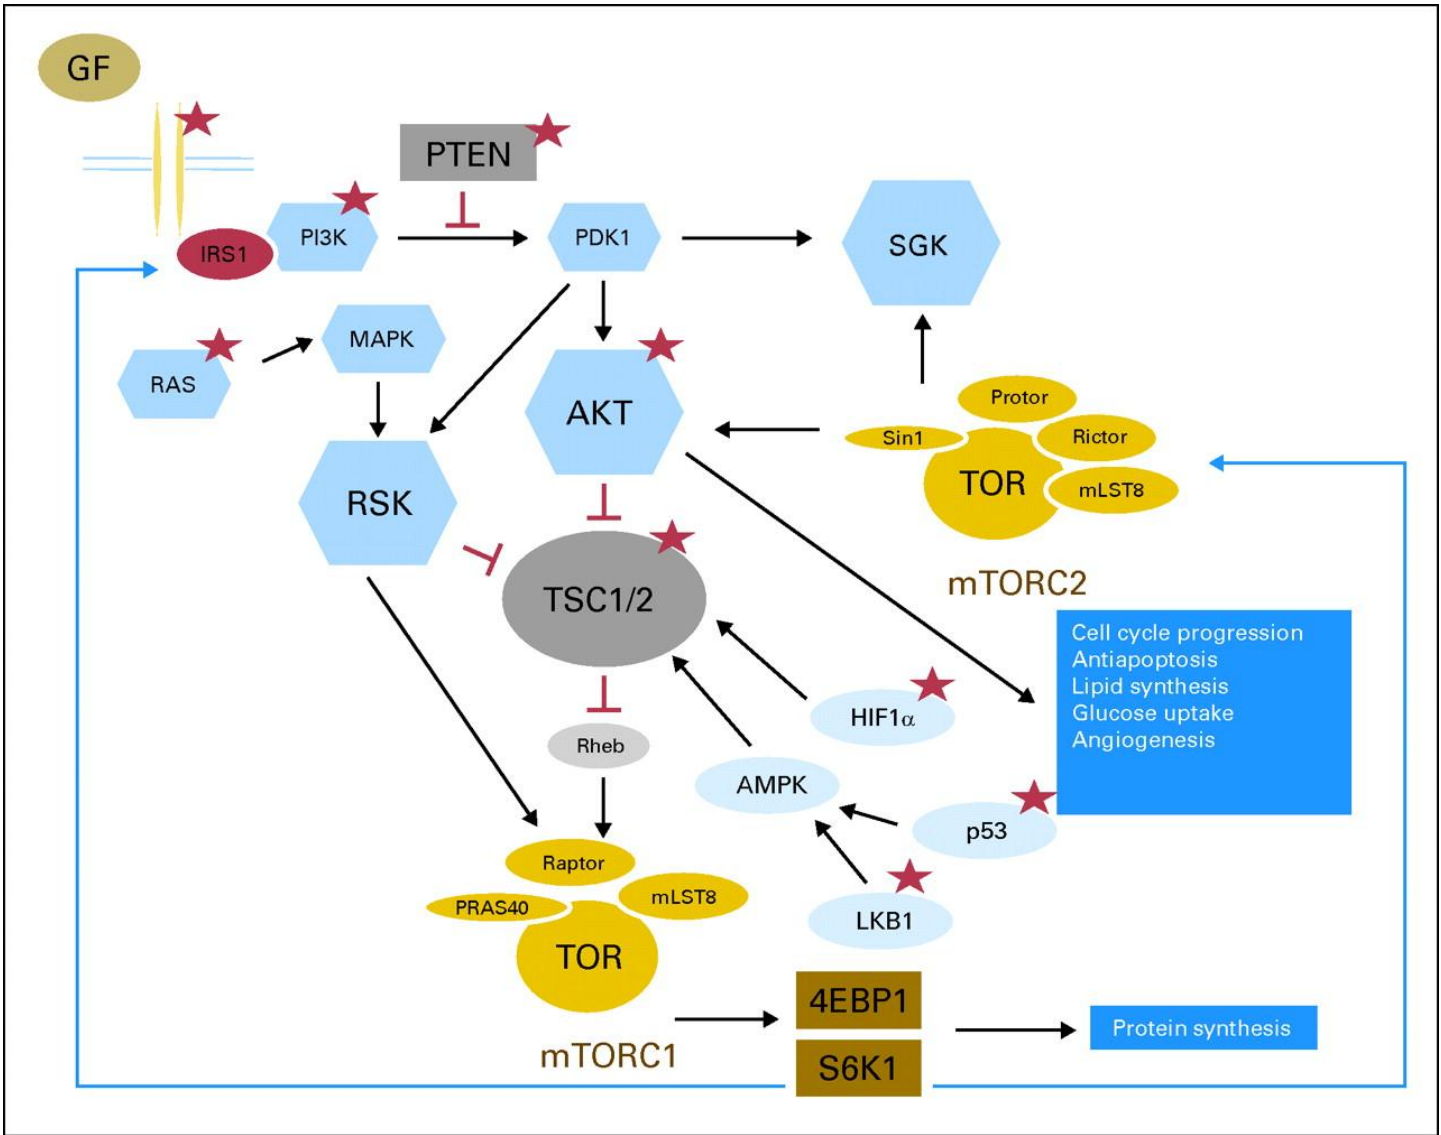 GF
PTEN
IRS1
PI3K
PDK1
SGK
RAS
MAPK
AKT
RSK
Protor
Sin1
Rictor
TOR
mLST8
mTORC2
TSC1/2
Cell cycle progression
Antiapoptosis
Lipid synthesis
Glucose uptake
Angiogenesis
HIF1α
Rheb
AMPK
p53
Raptor
mLST8
PRAS40
LKB1
TOR
mTORC1
4EBP1
S6K1
Protein synthesis